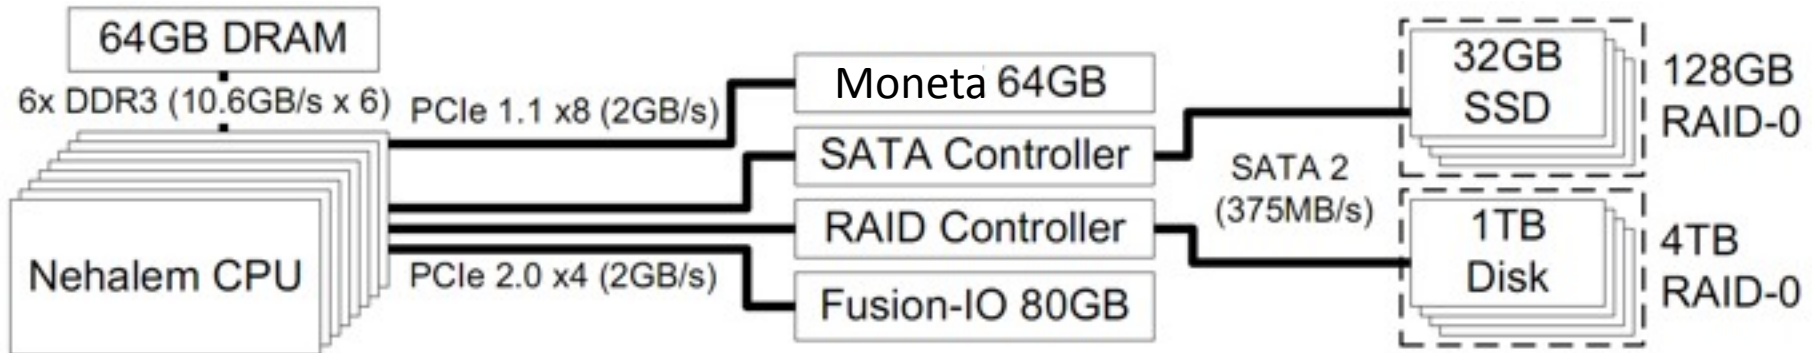 64GB DRAM
6x DDR3 (10.6GB/s x 6)
Nehalem CPU
PCIe 1.1 x8 (2GB/s)
PCIe 2.0 x4 (2GB/s)
Moneta 64GB
SATA Controller
RAID Controller
Fusion-IO 80GB
SATA 2
(375MB/s)
32GB
SSD
128GB
RAID-0
1TB
Disk
4TB
RAID-0